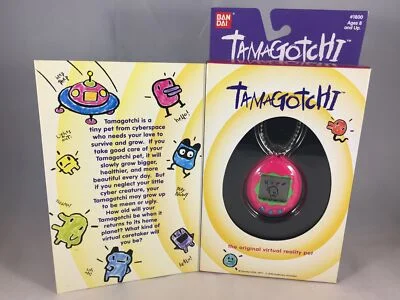 BAN
DAI
#1800
Ages 8
and Up.
TAMAGOTCHI™
TAMAGOTCHI
the original virtual reality pet
Tamagotchi is a
tiny pet from cyberspace
who needs your love to
survive and grow. If you
take good care of your
Tamagotchi pet, it will
slowly grow bigger,
healthier, and more
beautiful every day. But
if you neglect your little
cyber creature, your
Tamagotchi may grow up
to be mean or ugly.
How old will your
Tamagotchi be when it
returns to its home
planet? What kind of
virtual caretaker will
you be?
hello!